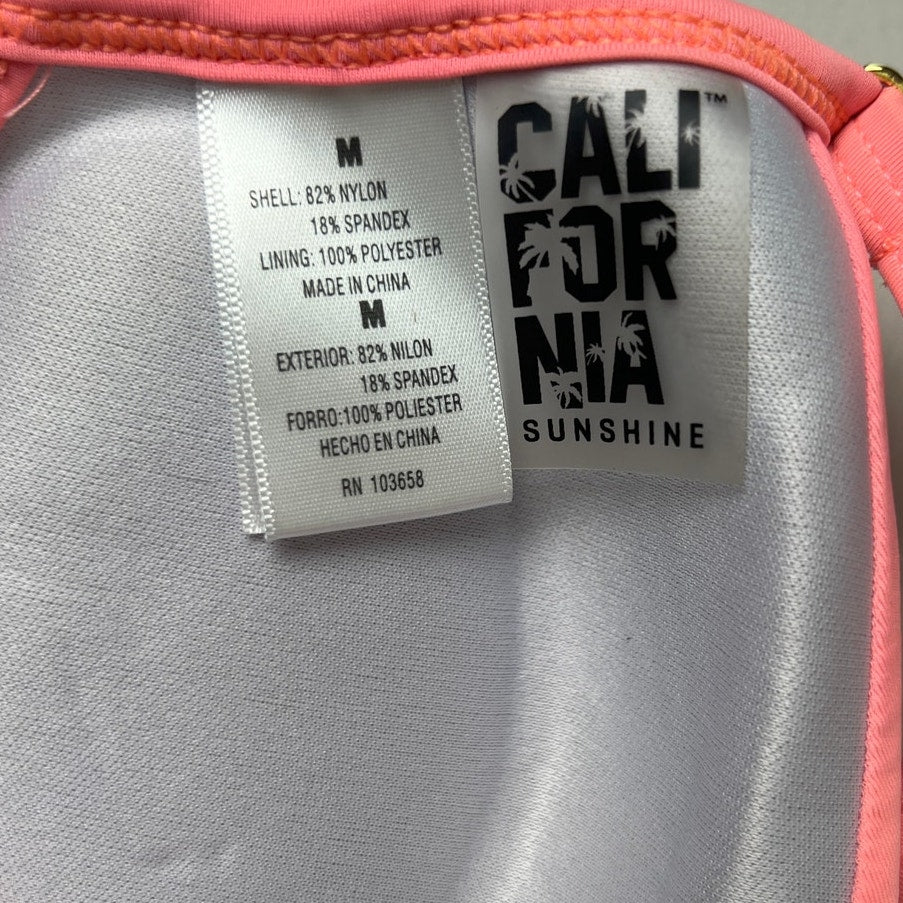 M
SHELL: 82% NYLON
18% SPANDEX
LINING: 100% POLYESTER
MADE IN CHINA
M
EXTERIOR: 82% NILON
18% SPANDEX
FORRO:100% POLIESTER
HECHO EN CHINA
RN 103658
CALI™
FOR
NIA
SUNSHINE